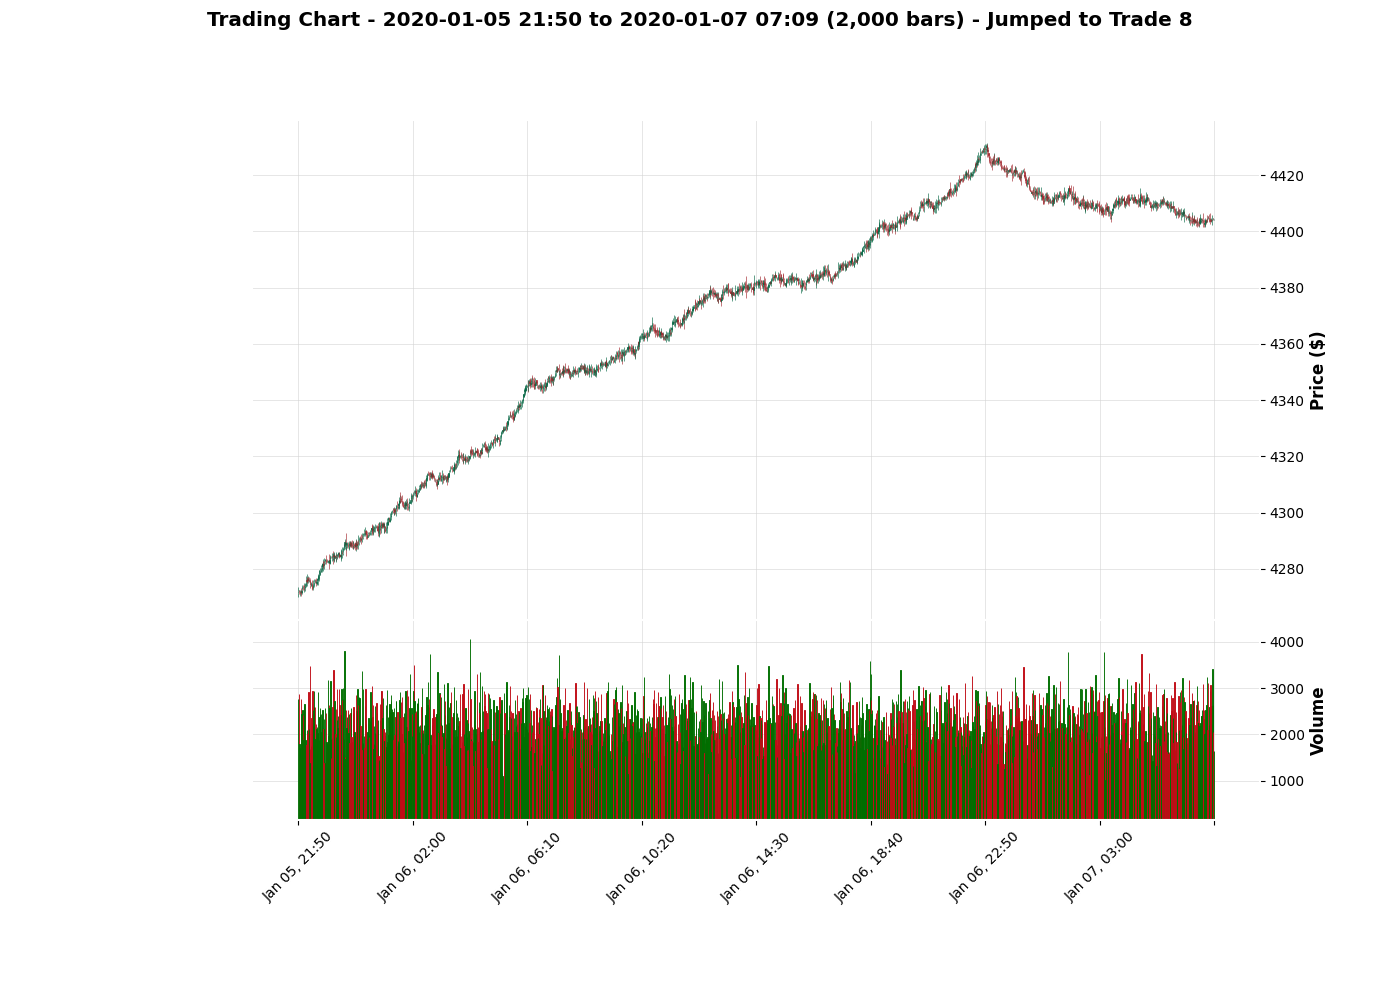 Trading Chart - 2020-01-05 21:50 to 2020-01-07 07:09 (2,000 bars) - Jumped to Trade 8
4420
4400
4380
4360
4340
4320
4300
4280
Price ($)
4000
3000
2000
1000
Volume
Jan 05, 21:50
Jan 06, 02:00
Jan 06, 06:10
Jan 06, 10:20
Jan 06, 14:30
Jan 06, 18:40
Jan 06, 22:50
Jan 07, 03:00